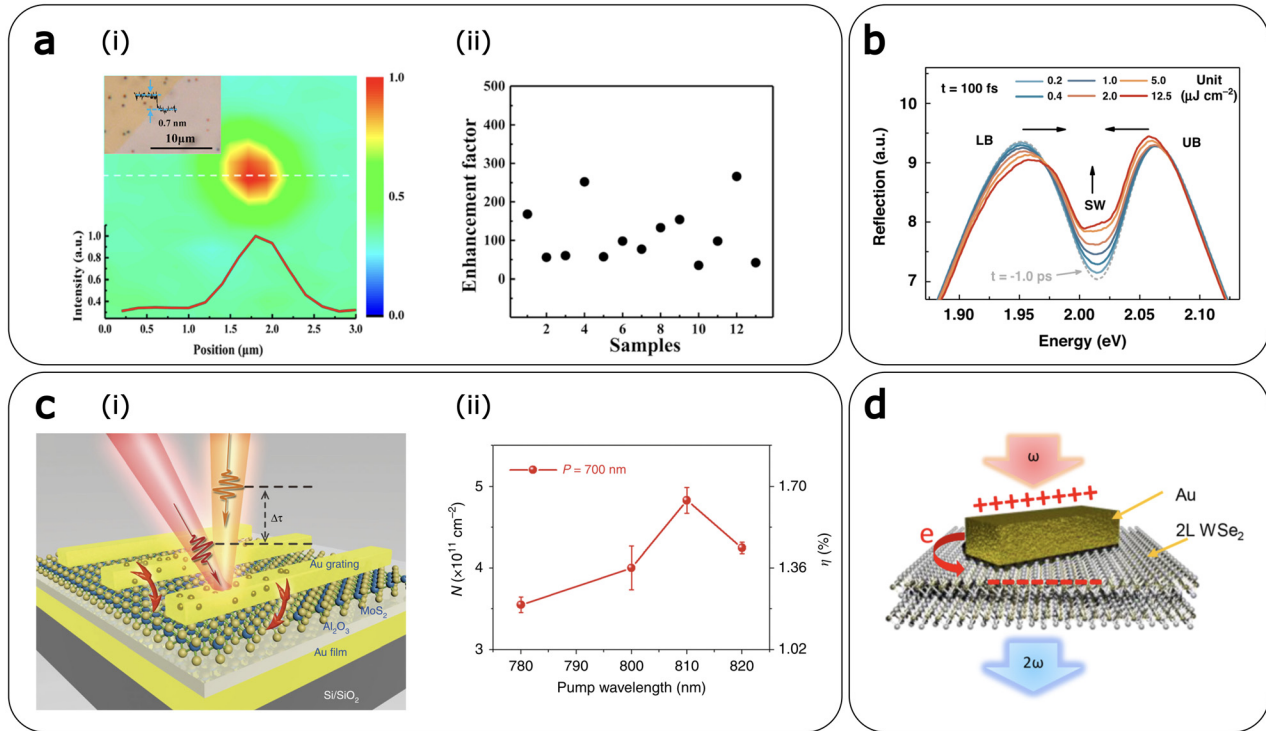 a (i)
1.0
0.5
0.0
0.7 nm
10μm
Intensity (a.u.)
1.0
0.8
0.6
0.4
0.0 0.5 1.0 1.5 2.0 2.5 3.0
Position (μm)
(ii)
Enhancement factor
500
400
300
200
100
0
2 4 6 8 10 12
Samples
b
t = 100 fs
0.2 1.0 5.0 Unit
0.4 2.0 12.5 (μJ cm⁻²)
LB
UB
SW
t = -1.0 ps
Reflection (a.u.)
10
9
8
7
1.90 1.95 2.00 2.05 2.10
Energy (eV)
c (i)
Δτ
Au grating
MoS₂
Al₂O₃
Au film
Si/SiO₂
(ii)
P = 700 nm
N (×10¹¹ cm⁻²)
5
4
3
1.70
1.36
1.02
η (%)
780 790 800 810 820
Pump wavelength (nm)
d
ω
+++++++++
Au
e
2L WSe₂
2ω